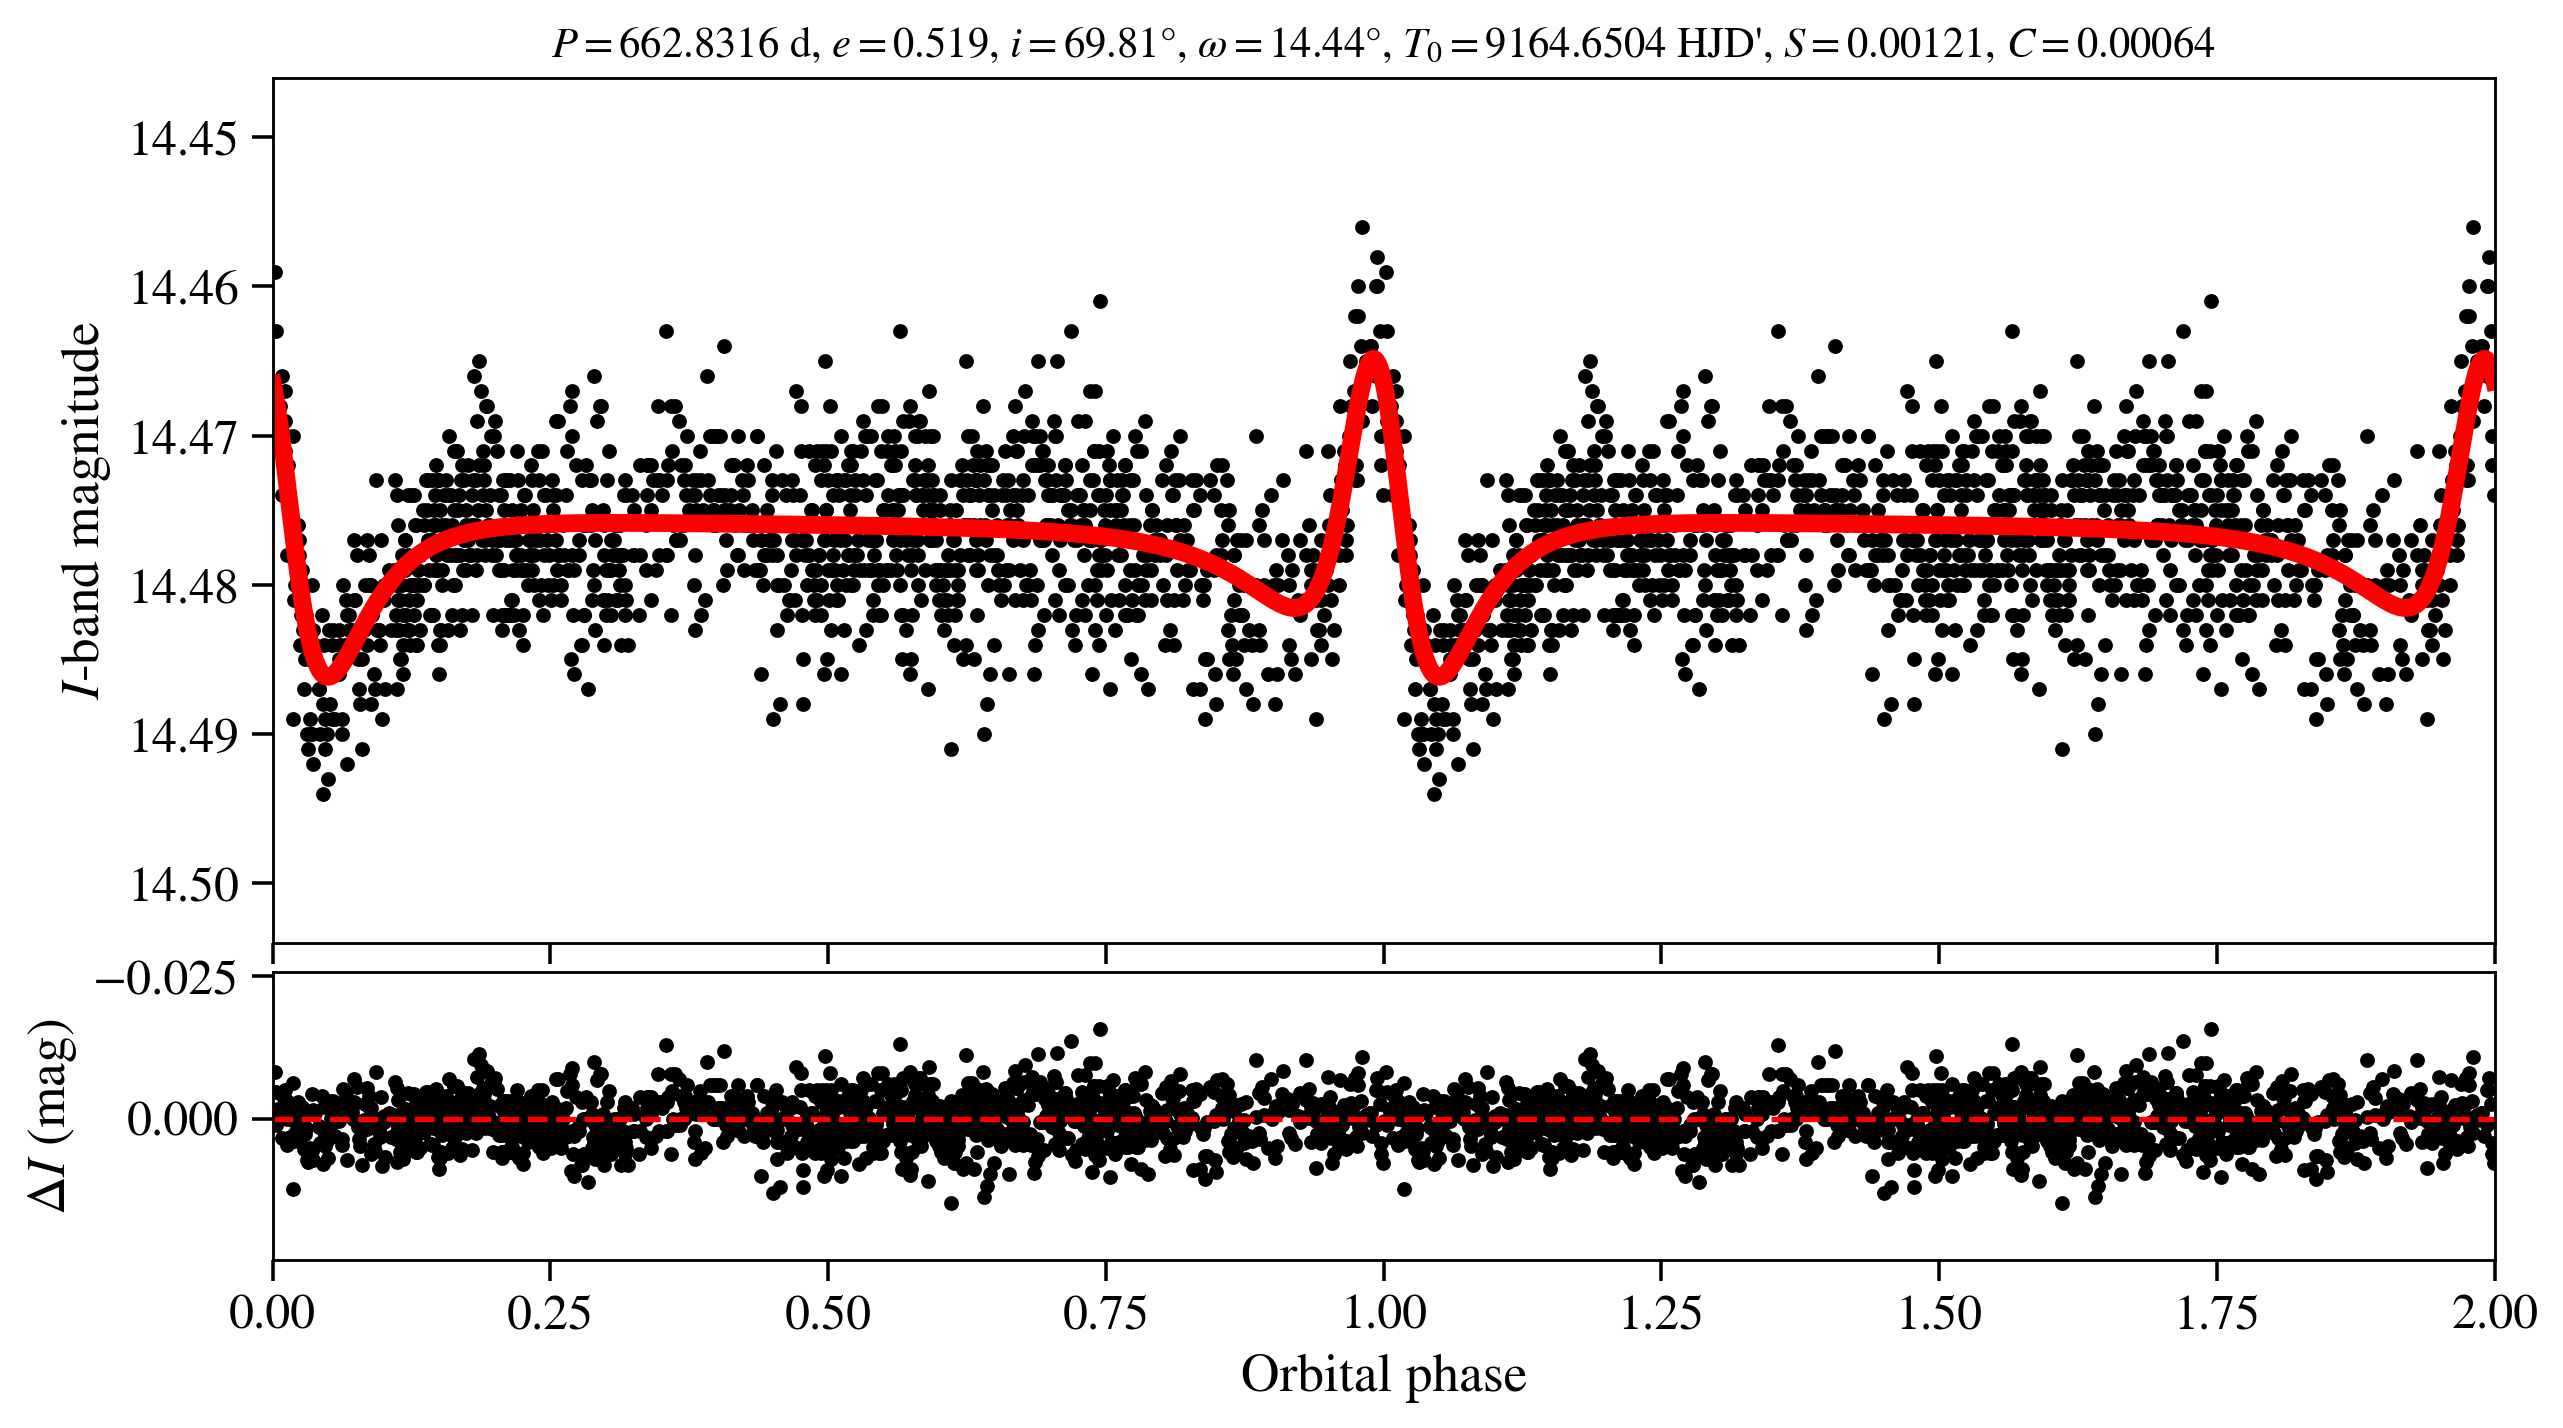 P = 662.8316 d, e = 0.519, i = 69.81°, ω = 14.44°, T₀ = 9164.6504 HJD', S = 0.00121, C = 0.00064
14.45
14.46
14.47
14.48
14.49
14.50
I-band magnitude
−0.025
0.000
ΔI (mag)
0.00 0.25 0.50 0.75 1.00 1.25 1.50 1.75 2.00
Orbital phase